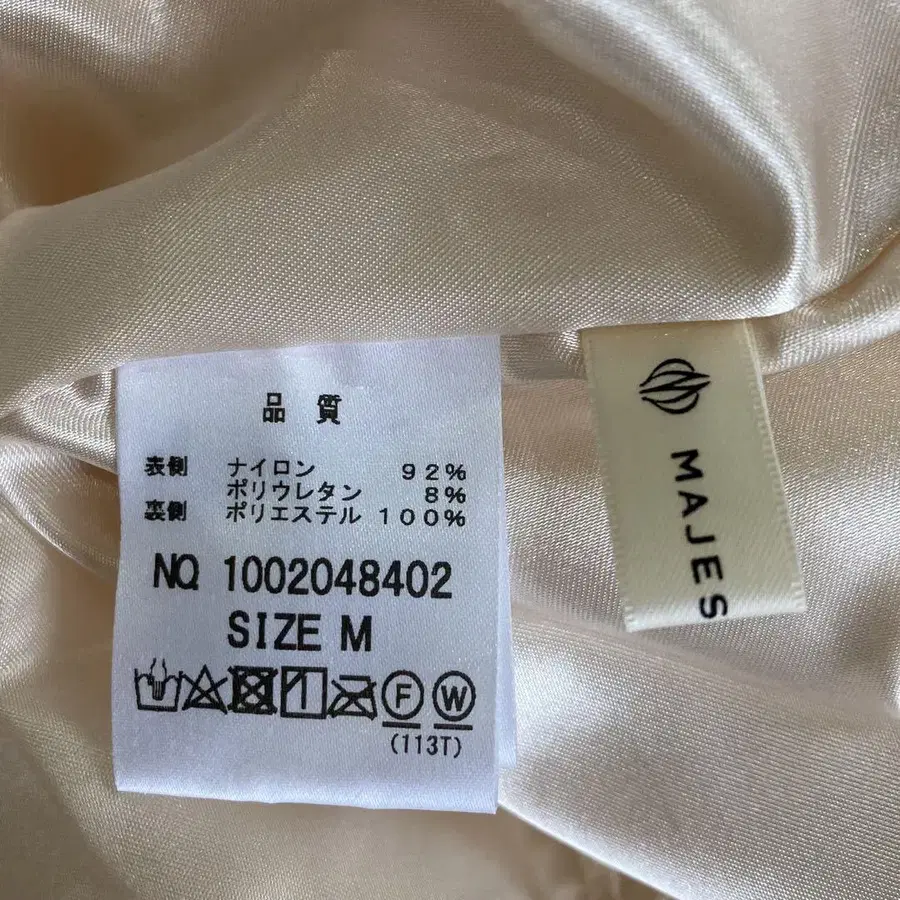 品質
表側 ナイロン 92%
ポリウレタン 8%
裏側 ポリエステル 100%
NQ 1002048402
SIZE M
F W
(113T)
MAJES